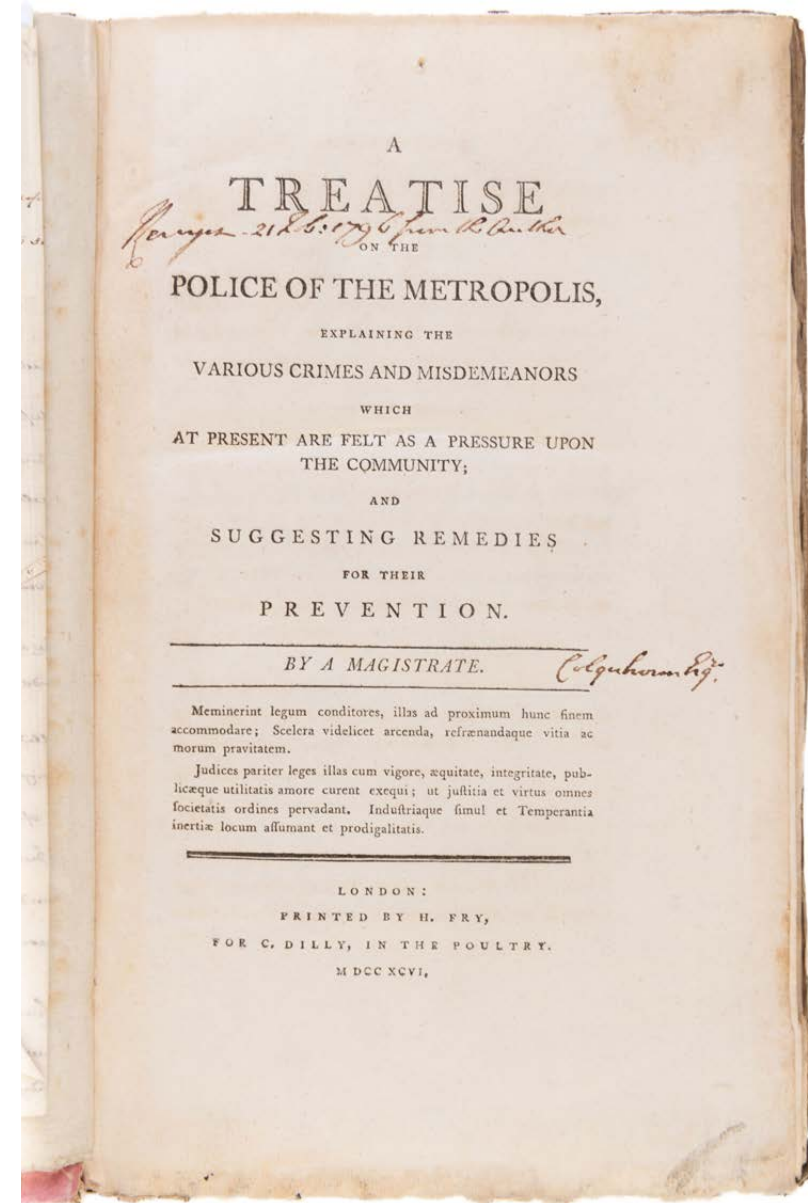 A
TREATISE
21 Feb: 1796 from the Author
ON THE
POLICE OF THE METROPOLIS,
EXPLAINING THE
VARIOUS CRIMES AND MISDEMEANORS
WHICH
AT PRESENT ARE FELT AS A PRESSURE UPON
THE COMMUNITY;
AND
SUGGESTING REMEDIES
FOR THEIR
PREVENTION.
BY A MAGISTRATE. Colquhoun Esqr.
Meminerint legum conditores, illas ad proximum hunc finem
accommodare; Scelera videlicet arcenda, refrænandaque vitia ac
morum pravitatem.
Judices pariter leges illas cum vigore, æquitate, integritate, pub-
licæque utilitatis amore curent exequi; ut juſtitia et virtus omnes
ſocietatis ordines pervadant. Induſtriaque ſimul et Temperantia
inertiæ locum aſſumant et prodigalitatis.
LONDON:
PRINTED BY H. FRY,
FOR C. DILLY, IN THE POULTRY.
M DCC XCVI,